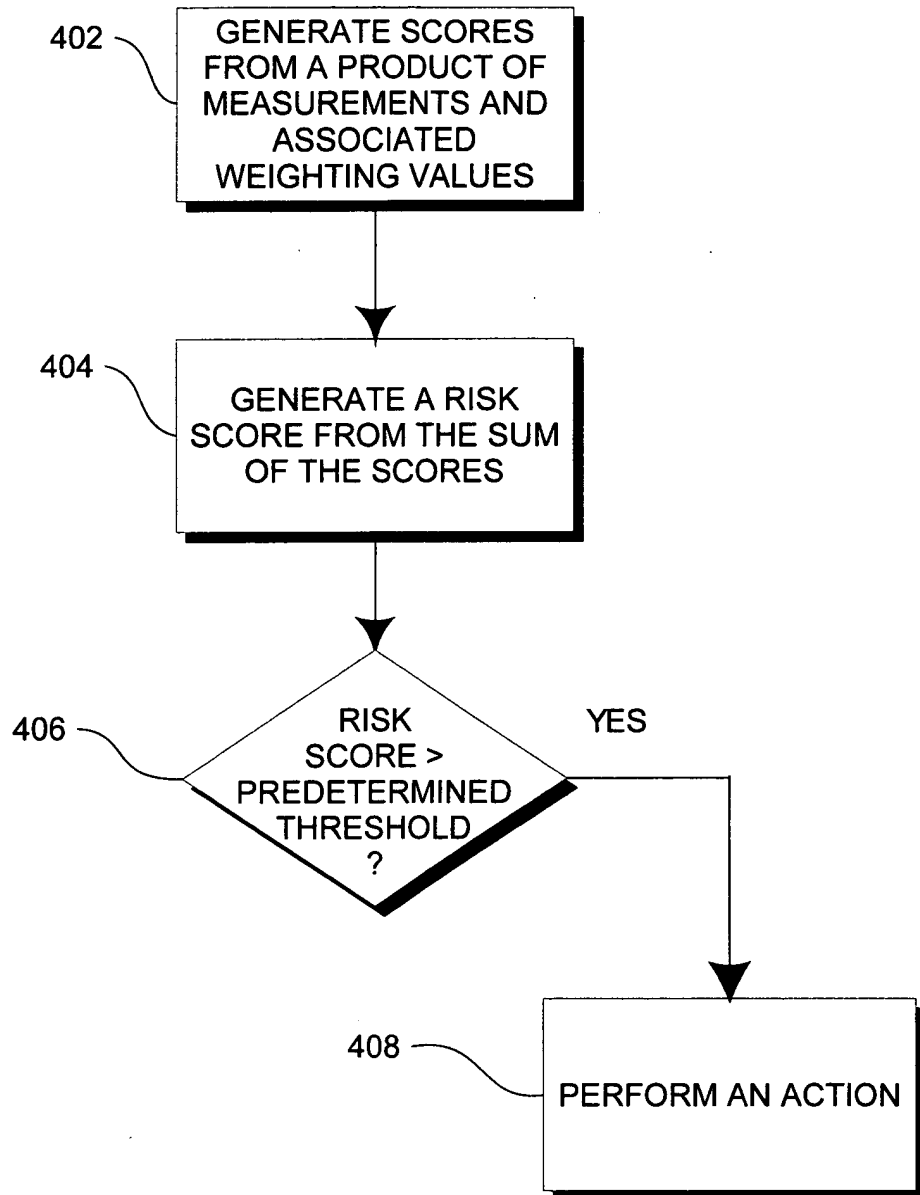 402
GENERATE SCORES
FROM A PRODUCT OF
MEASUREMENTS AND
ASSOCIATED
WEIGHTING VALUES
404
GENERATE A RISK
SCORE FROM THE SUM
OF THE SCORES
406
RISK
SCORE >
PREDETERMINED
THRESHOLD
?
YES
408
PERFORM AN ACTION